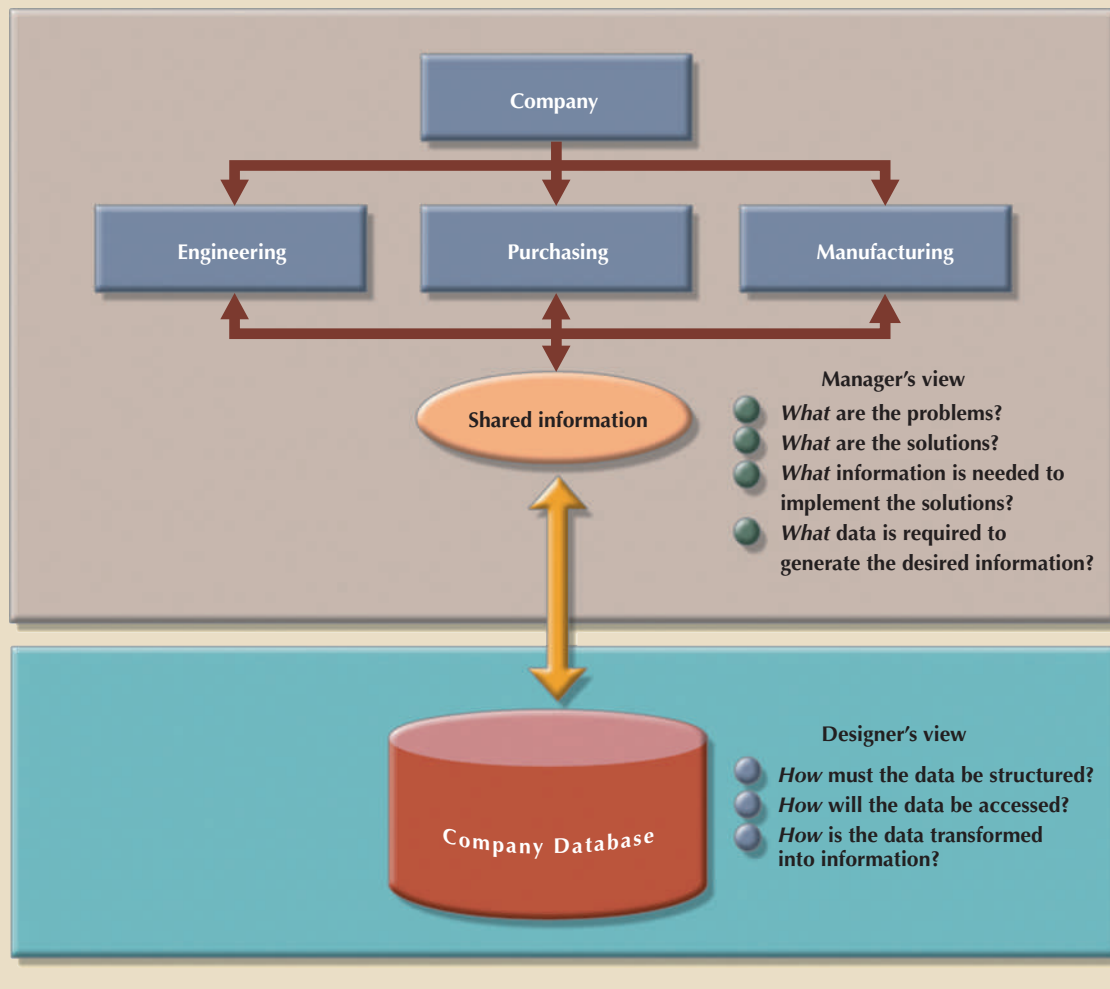 Company
Engineering
Purchasing
Manufacturing
Shared information
Manager's view
What are the problems?
What are the solutions?
What information is needed to
implement the solutions?
What data is required to
generate the desired information?
Company Database
Designer's view
How must the data be structured?
How will the data be accessed?
How is the data transformed
into information?